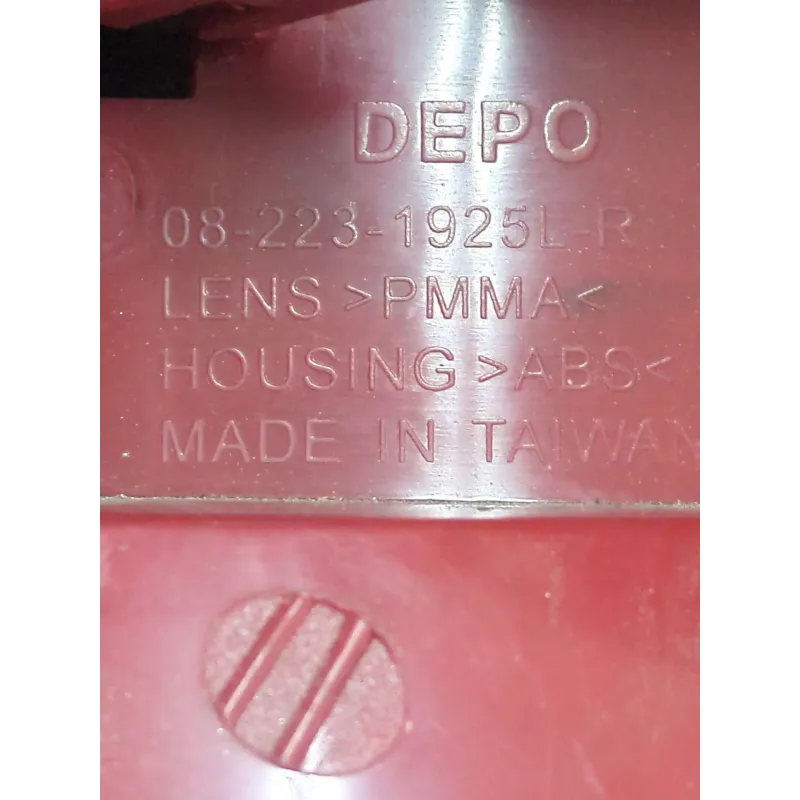 DEPO
08-223-1925L-R
LENS >PMMA<
HOUSING >ABS<
MADE IN TAIWAN